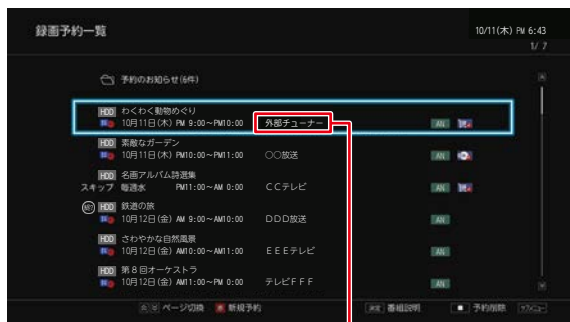 録画予約一覧
10/11(木) PM 6:43
1/ 7
予約のお知らせ(6件)
HDD わくわく動物めぐり
10月11日(木) PM 9:00～PM10:00 外部チューナー AN
HDD 素敵なガーデン
10月11日(木) PM10:00～PM11:00 〇〇放送 AN
HDD 名画アルバム詩選集
スキップ 毎週水 PM11:00～AM 0:00 CCテレビ AN
HDD 鉄道の旅
10月12日(金) AM 9:00～AM10:00 DDD放送 AN
HDD さわやかな自然風景
10月12日(金) AM10:00～AM11:00 EEEテレビ AN
HDD 第８回オーケストラ
10月12日(金) AM11:00～PM 0:00 テレビFFF AN
ページ切換 新規予約 決定 番組説明 予約削除